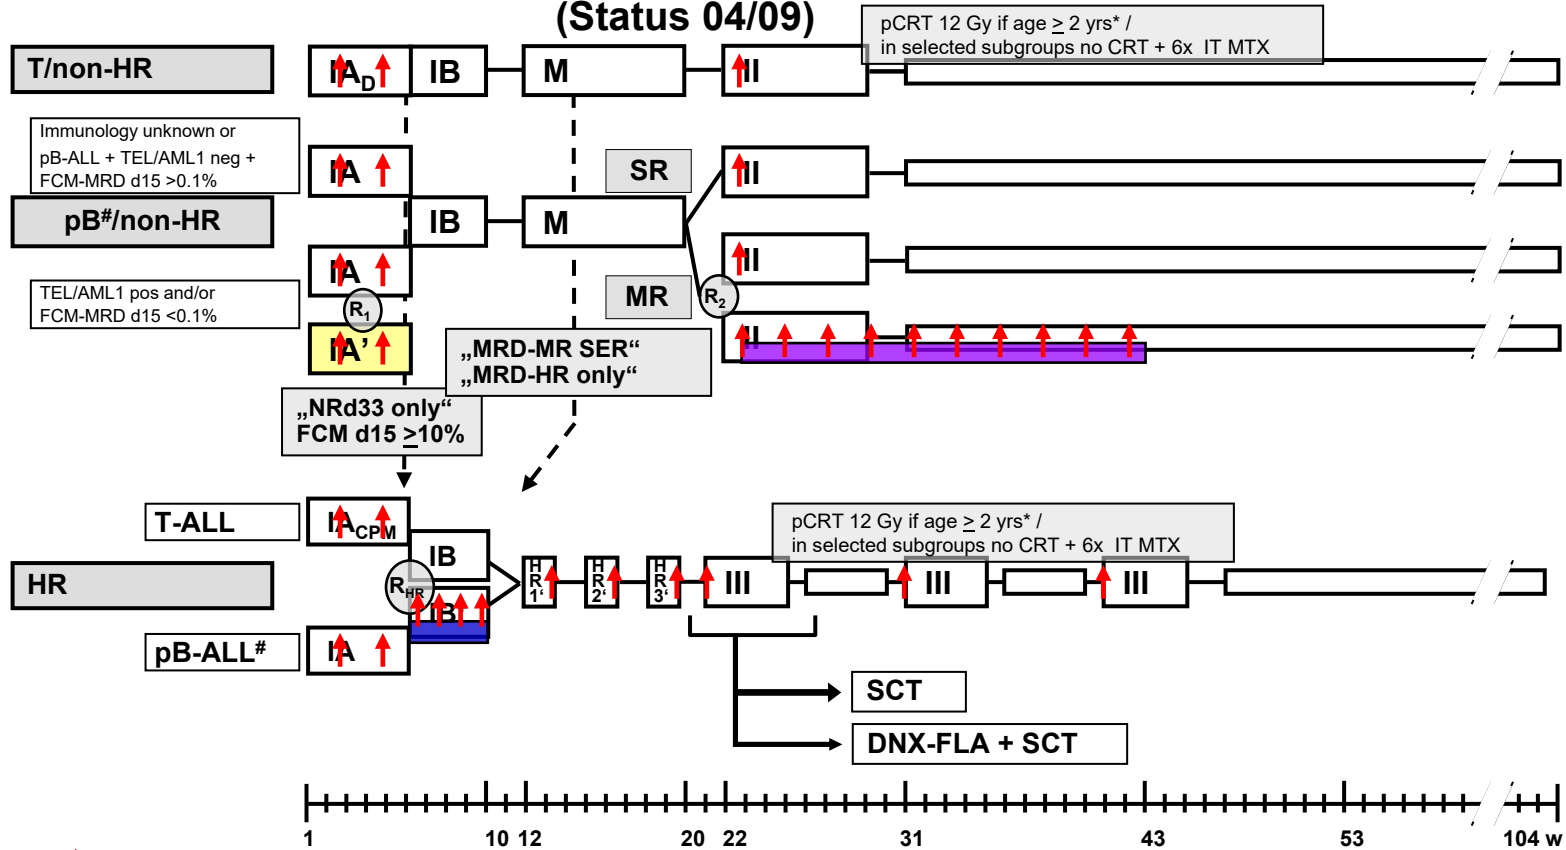 (Status 04/09)
pCRT 12 Gy if age ≥ 2 yrs* /
in selected subgroups no CRT + 6x IT MTX
T/non-HR
IA_D
IB
M
II
Immunology unknown or
pB-ALL + TEL/AML1 neg +
FCM-MRD d15 >0.1%
IA
SR
II
pB#/non-HR
IB
M
IA
II
TEL/AML1 pos and/or
FCM-MRD d15 <0.1%
R1
MR
R2
IA'
II
„MRD-MR SER“
„MRD-HR only“
„NRd33 only“
FCM d15 ≥10%
T-ALL
IA_CPM
pCRT 12 Gy if age ≥ 2 yrs* /
in selected subgroups no CRT + 6x IT MTX
IB
HR
R_HR
HR1‘
HR2‘
HR3‘
III
III
III
IB
pB-ALL#
IA
SCT
DNX-FLA + SCT
1 10 12 20 22 31 43 53 104 w